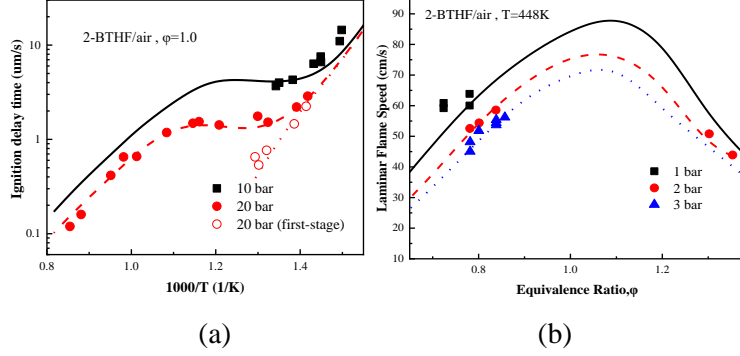 2-BTHF/air , φ=1.0
Ignition delay time (um/s)
10
1
0.1
10 bar
20 bar
20 bar (first-stage)
0.8 1.0 1.2 1.4
1000/T (1/K)
(a)
2-BTHF/air , T=448K
Laminar Flame Speed (cm/s)
90
80
70
60
50
40
30
20
10
1 bar
2 bar
3 bar
0.8 1.0 1.2
Equivalence Ratio,φ
(b)